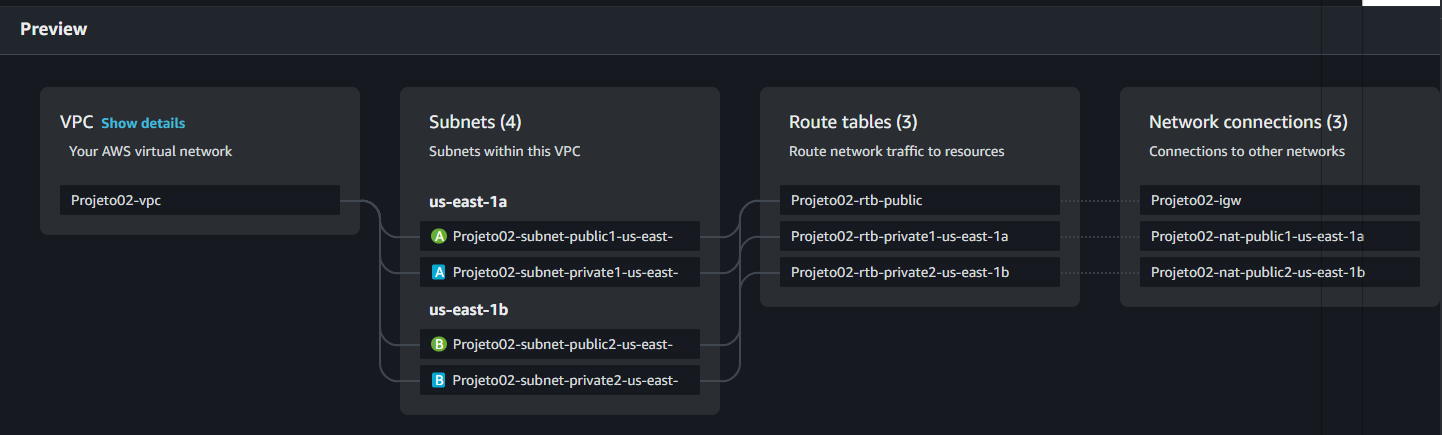 Preview
VPC Show details
Your AWS virtual network
Projeto02-vpc
Subnets (4)
Subnets within this VPC
us-east-1a
A Projeto02-subnet-public1-us-east-
A Projeto02-subnet-private1-us-east-
us-east-1b
B Projeto02-subnet-public2-us-east-
B Projeto02-subnet-private2-us-east-
Route tables (3)
Route network traffic to resources
Projeto02-rtb-public
Projeto02-rtb-private1-us-east-1a
Projeto02-rtb-private2-us-east-1b
Network connections (3)
Connections to other networks
Projeto02-igw
Projeto02-nat-public1-us-east-1a
Projeto02-nat-public2-us-east-1b